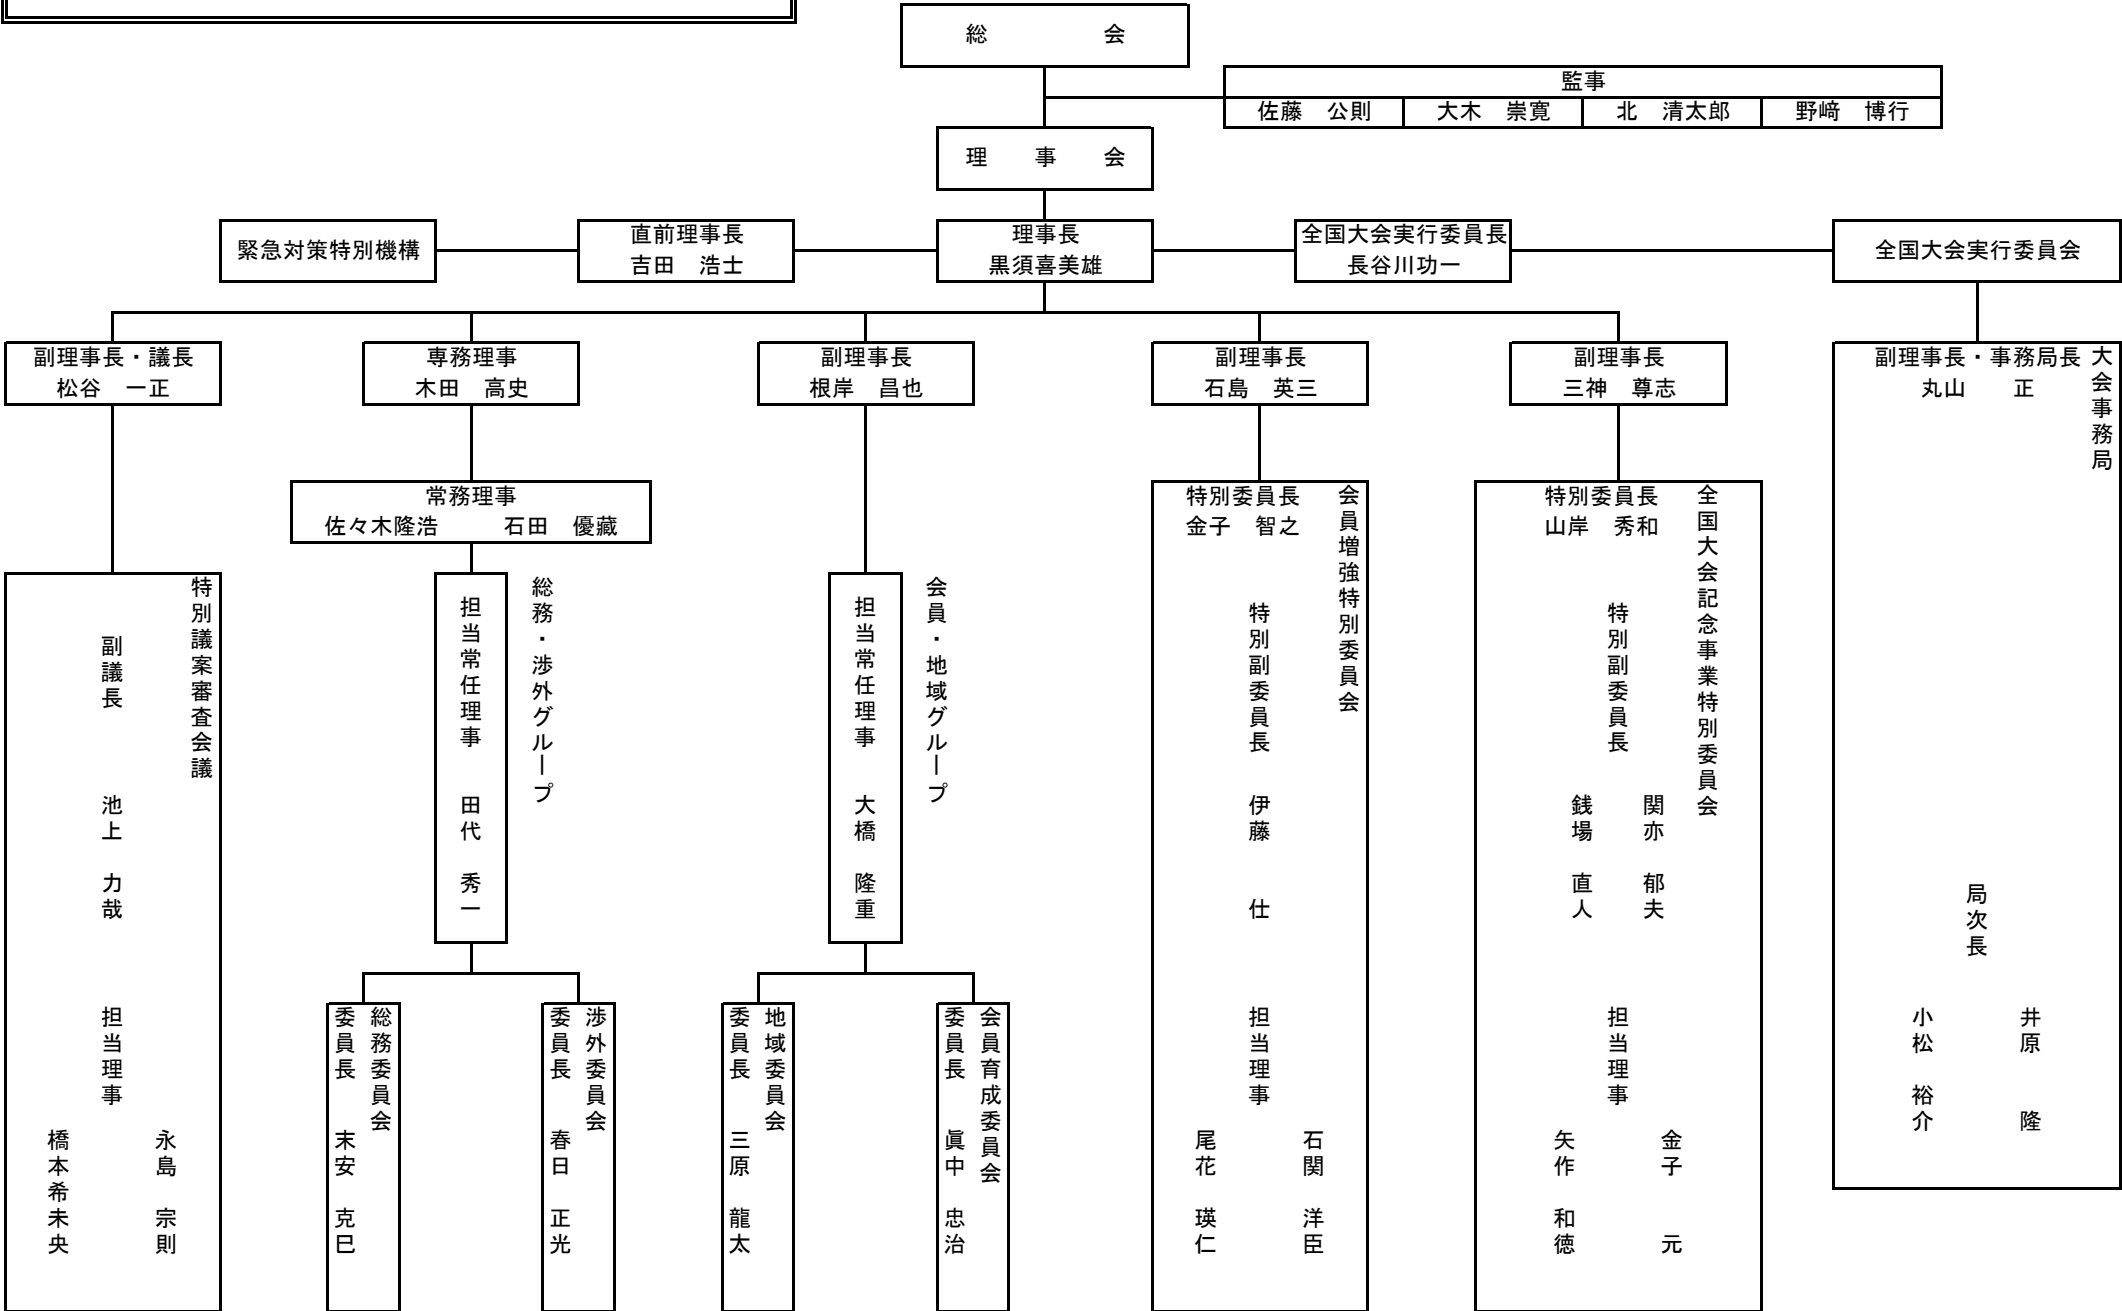 総　会
監事
佐藤　公則　大木　崇寛　北　清太郎　野﨑　博行
理　事　会
緊急対策特別機構
直前理事長
吉田　浩士
理事長
黒須喜美雄
全国大会実行委員長
長谷川功一
全国大会実行委員会
副理事長・議長
松谷　一正
専務理事
木田　高史
副理事長
根岸　昌也
副理事長
石島　英三
副理事長
三神　尊志
副理事長・事務局長
丸山　正
大会事務局
局次長
井原　隆
小松　裕介
常務理事
佐々木隆浩　石田　優藏
特別議案審査会議
副議長　池上　力哉
担当理事
永島　宗則
橋本希未央
総務・渉外グループ
担当常任理事　田代　秀一
総務委員会
委員長　末安　克巳
渉外委員会
委員長　春日　正光
会員・地域グループ
担当常任理事　大橋　隆重
地域委員会
委員長　三原　龍太
会員育成委員会
委員長　眞中　忠治
会員増強特別委員会
特別委員長
金子　智之
特別副委員長　伊藤　仕
担当理事
石関　洋臣
尾花　瑛仁
全国大会記念事業特別委員会
特別委員長
山岸　秀和
特別副委員長
関亦　郁夫
銭場　直人
担当理事
金子　元
矢作　和徳